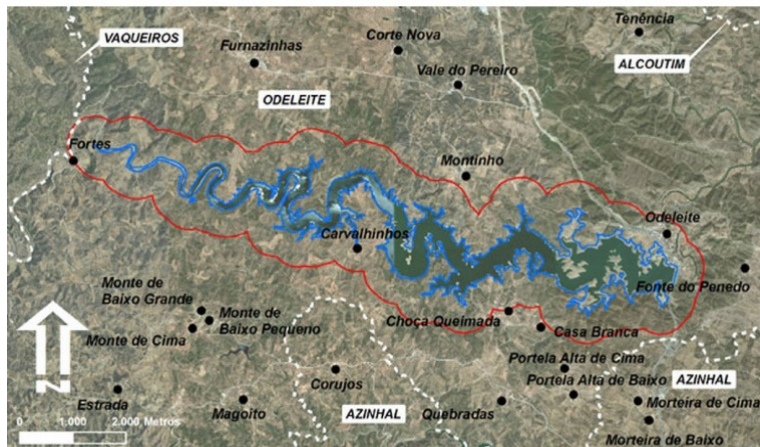 Tenência
Corte Nova
VAQUEIROS
Furnazinhas
ALCOUTIM
Vale do Pereiro
ODELEITE
Fortes
Montinho
Odeleite
Carvalhinhos
Fonte do Penedo
Monte de
Baixo Grande
Monte de
Baixo Pequeno
Choça Queimada
Monte de Cima
Casa Branca
Portela Alta de Cima
Corujos
Portela Alta de Baixo
AZINHAL
N
Estrada
Magoito
AZINHAL
Quebradas
Morteira de Cima
0 1.000 2.000 Metros
Morteira de Baixo